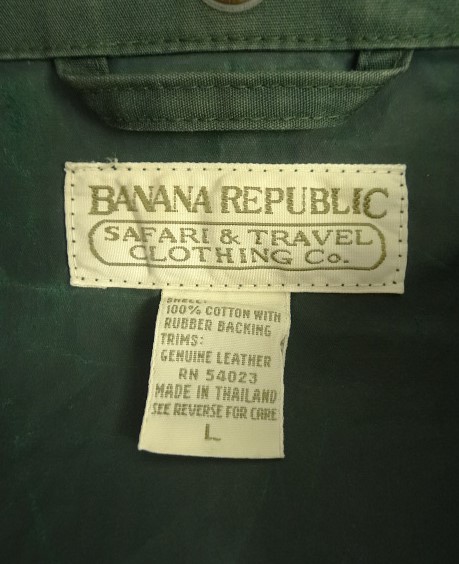 BANANA REPUBLIC
SAFARI & TRAVEL
CLOTHING Co.
SHELL:
100% COTTON WITH
RUBBER BACKING
TRIMS:
GENUINE LEATHER
RN 54023
MADE IN THAILAND
SEE REVERSE FOR CARE
L